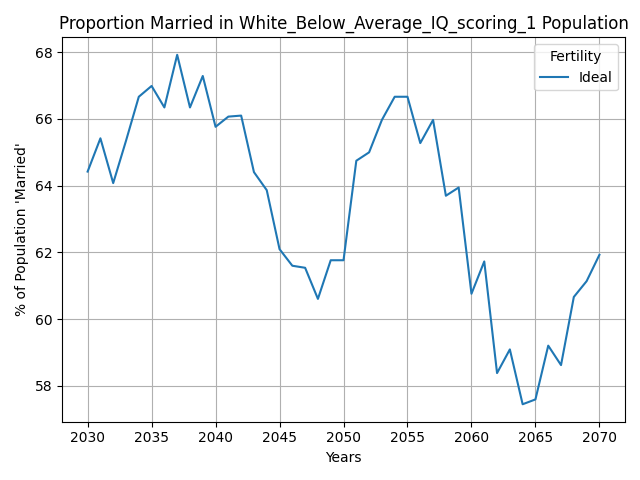 Proportion Married in White_Below_Average_IQ_scoring_1 Population
Fertility
Ideal
% of Population 'Married'
68
66
64
62
60
58
2030 2035 2040 2045 2050 2055 2060 2065 2070
Years